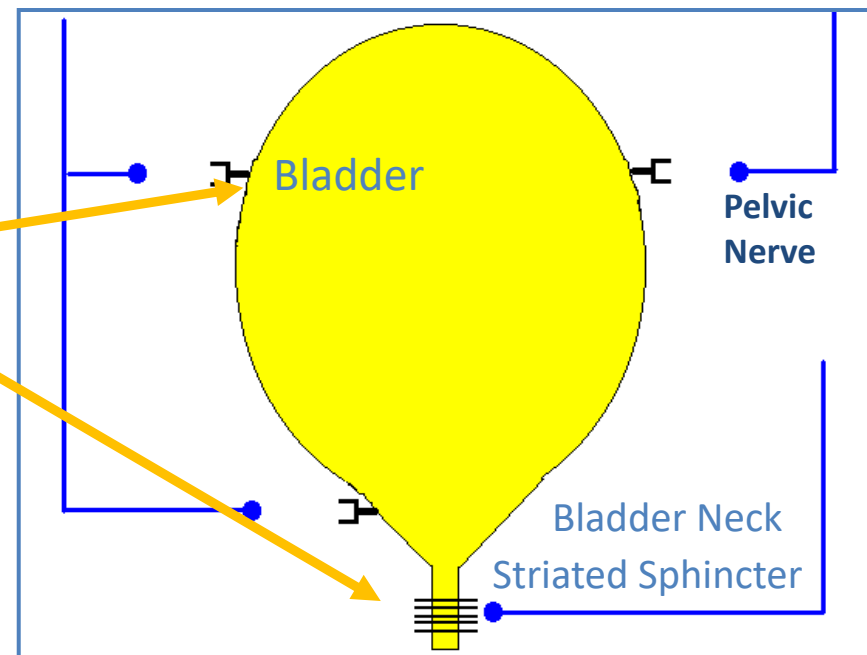 Bladder
Pelvic
Nerve
Bladder Neck
Striated Sphincter